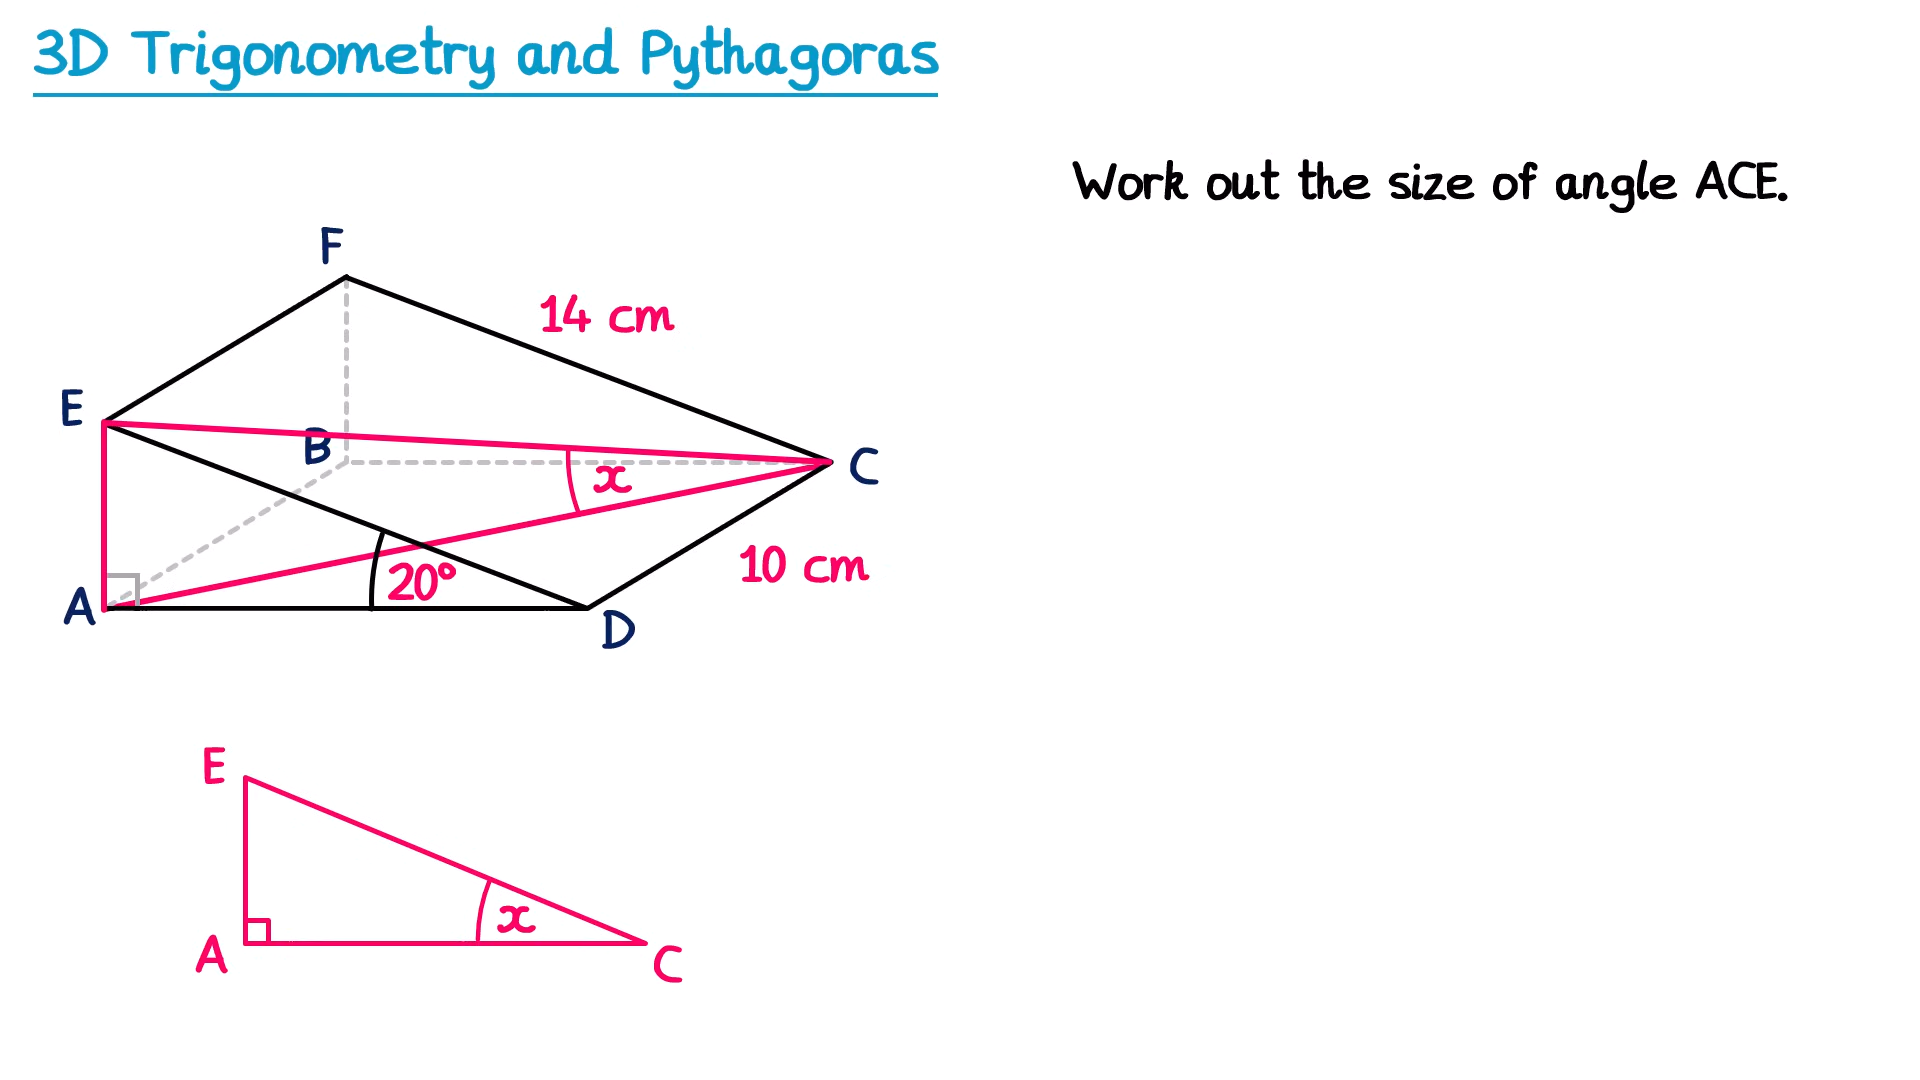 3D Trigonometry and Pythagoras
Work out the size of angle ACE.
F
14 cm
E
B
C
x
10 cm
20°
A
D
E
x
A
C